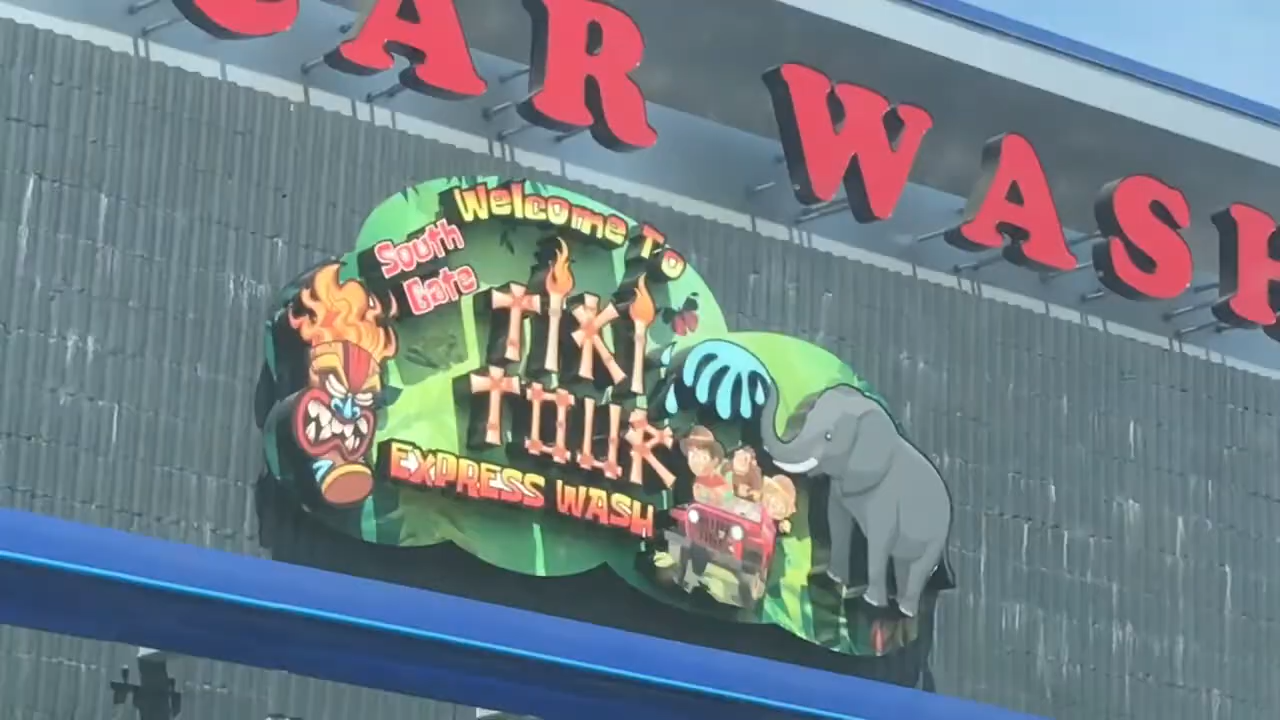 CAR WASH
Welcome To
South
Gate
TIKI
TOUR
EXPRESS WASH